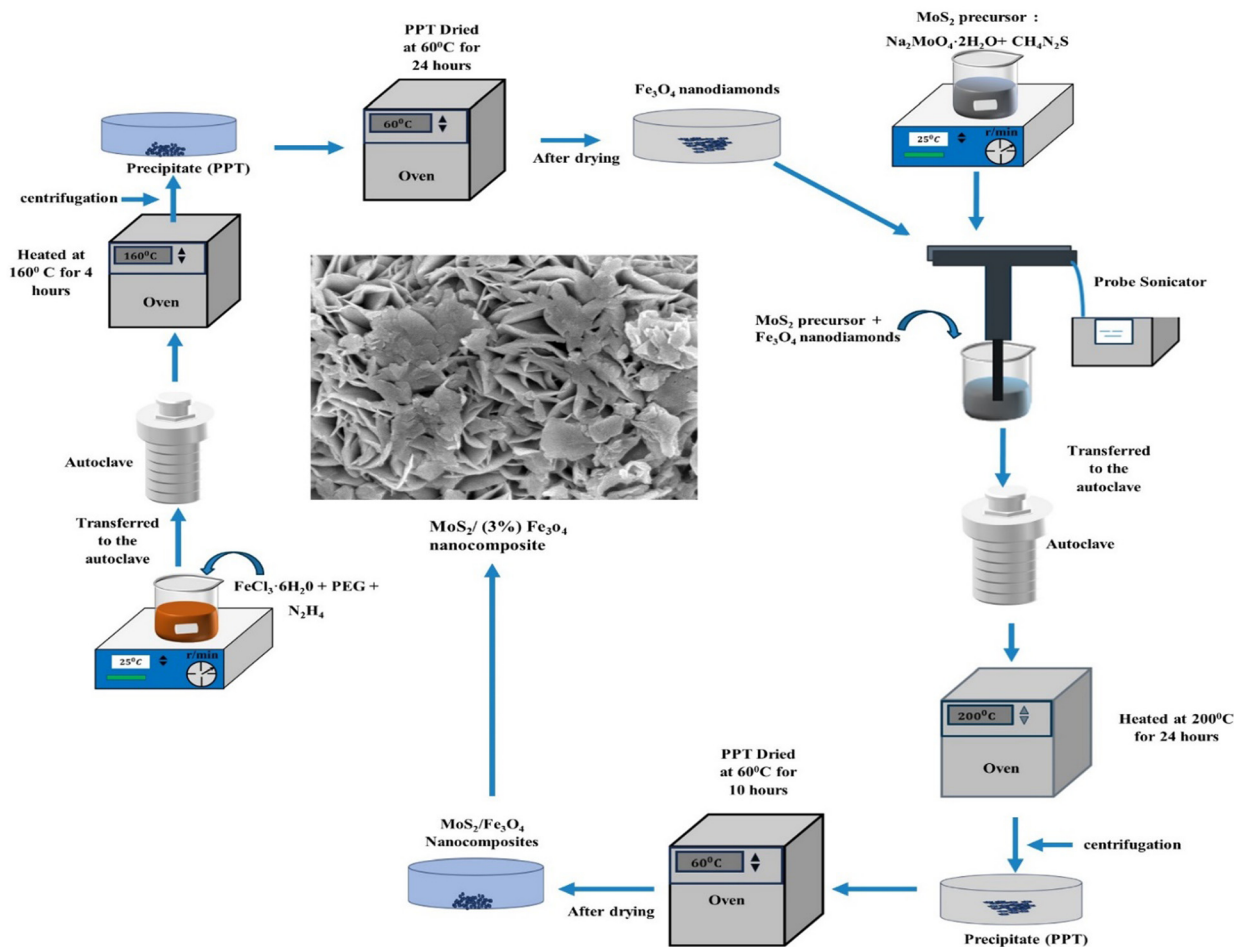 PPT Dried
at 60⁰C for
24 hours
60⁰C
Oven
After drying
Fe₃O₄ nanodiamonds
MoS₂ precursor :
Na₂MoO₄·2H₂O+ CH₄N₂S
25⁰C
r/min
Precipitate (PPT)
centrifugation
Heated at
160⁰ C for 4
hours
160⁰C
Oven
Autoclave
Transferred
to the
autoclave
FeCl₃·6H₂0 + PEG +
N₂H₄
25⁰C
r/min
Probe Sonicator
MoS₂ precursor +
Fe₃O₄ nanodiamonds
Transferred
to the
autoclave
Autoclave
200⁰C
Oven
Heated at 200⁰C
for 24 hours
centrifugation
Precipitate (PPT)
PPT Dried
at 60⁰C for
10 hours
60⁰C
Oven
After drying
MoS₂/Fe₃O₄
Nanocomposites
MoS₂/ (3%) Fe₃o₄
nanocomposite